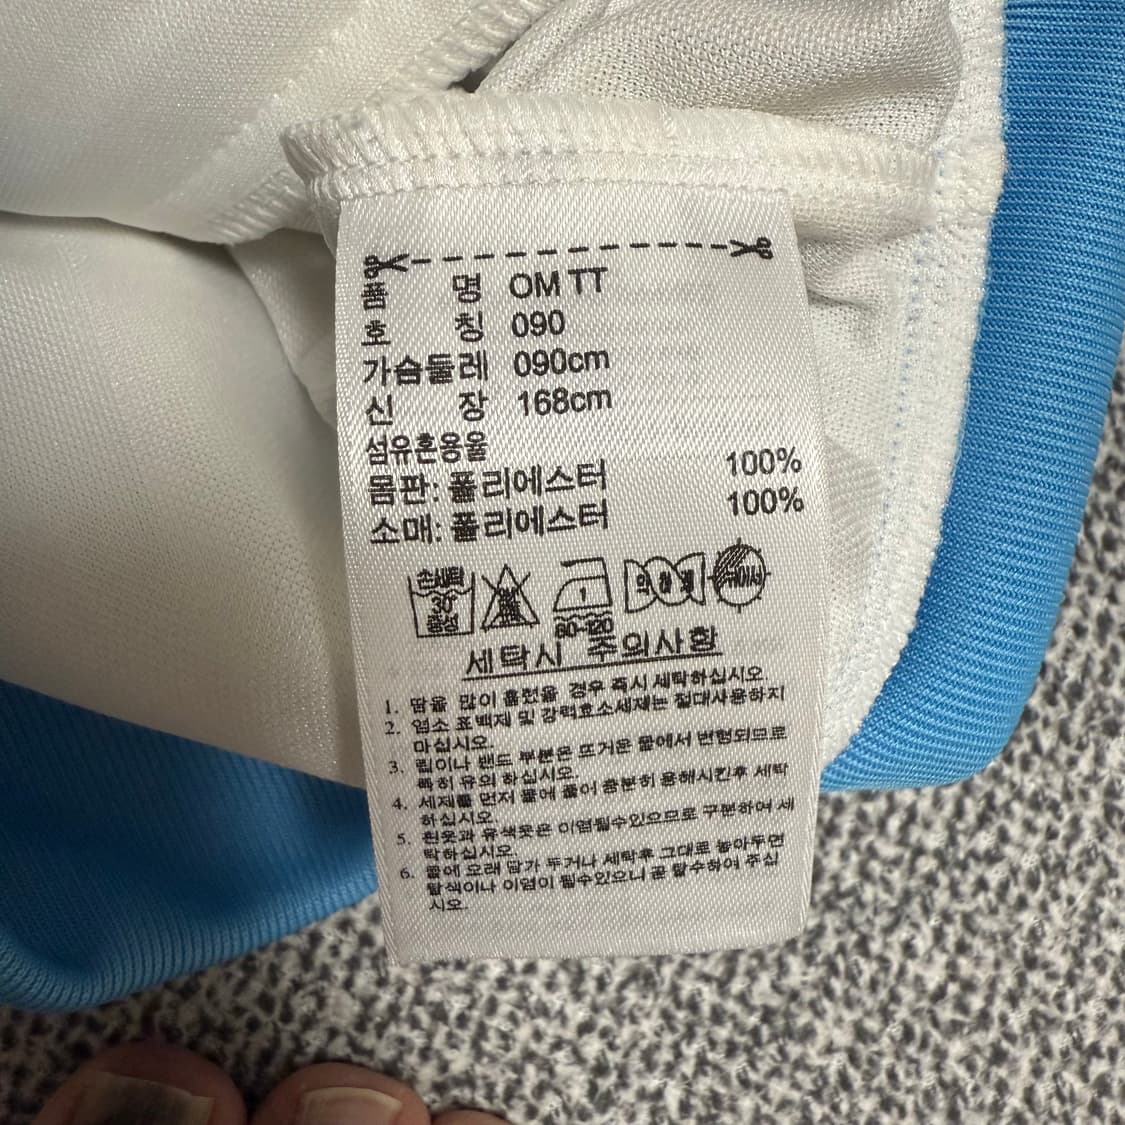 품 명 OM TT
호 칭 090
가슴둘레 090cm
신 장 168cm
섬유혼용율
몸판: 폴리에스터 100%
소매: 폴리에스터 100%
손세탁
30°
중성
1
80~120
약하게
뉘어서
세탁시 주의사항
1. 땀을 많이 흘렸을 경우 즉시 세탁하십시오
2. 염소 표백제 및 강력효소세제는 절대사용하지
마십시오.
3. 립이나 밴드 부분은 뜨거운 물에서 변형되므로
특히 유의 하십시오.
4. 세제를 먼저 물에 풀어 충분히 용해시킨후 세탁
하십시오.
5. 흰옷과 유색옷은 이염될수있으므로 구분하여 세
탁하십시오.
6. 물에 오래 담가 두거나 세탁후 그대로 놓아두면
탈색이나 이염이 될수있으니 곧 탈수하여 주십
시오.